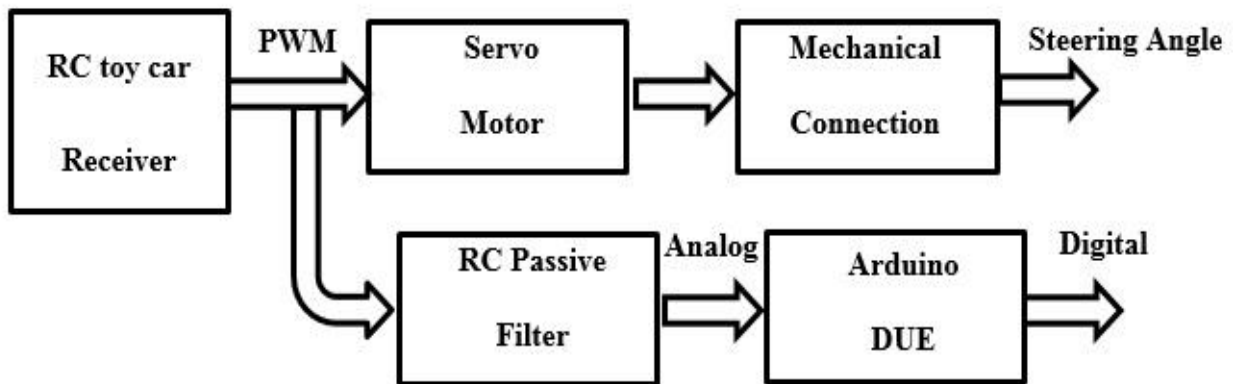 RC toy car
Receiver
PWM
Servo
Motor
Mechanical
Connection
Steering Angle
RC Passive
Filter
Analog
Arduino
DUE
Digital